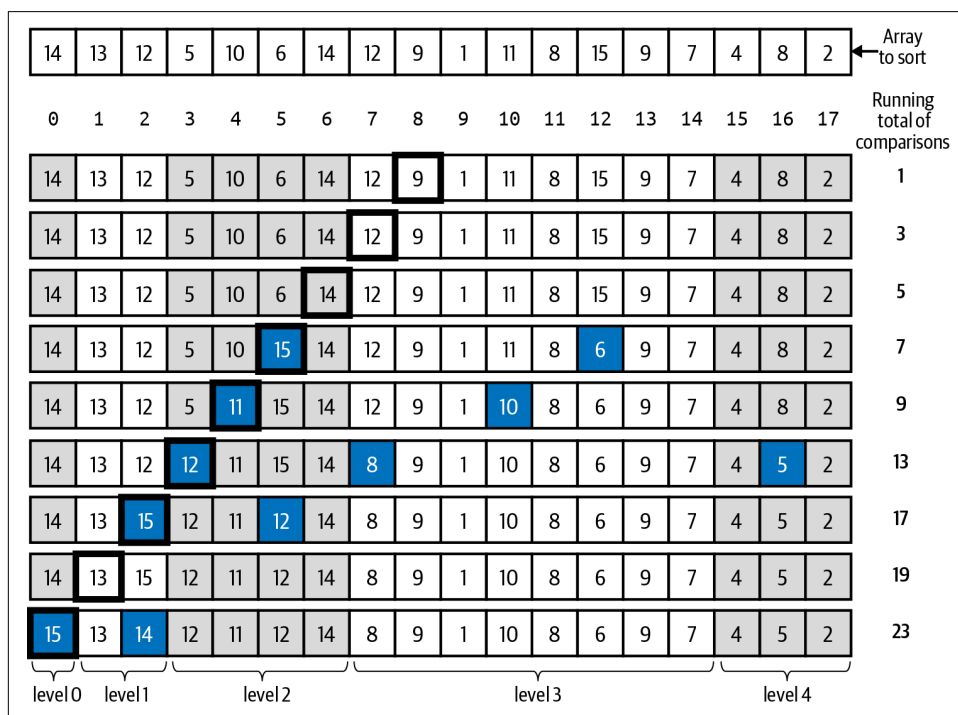 14 13 12 5 10 6 14 12 9 1 11 8 15 9 7 4 8 2 Array to sort
0 1 2 3 4 5 6 7 8 9 10 11 12 13 14 15 16 17 Running total of comparisons
14 13 12 5 10 6 14 12 9 1 11 8 15 9 7 4 8 2 1
14 13 12 5 10 6 14 12 9 1 11 8 15 9 7 4 8 2 3
14 13 12 5 10 6 14 12 9 1 11 8 15 9 7 4 8 2 5
14 13 12 5 10 15 14 12 9 1 11 8 6 9 7 4 8 2 7
14 13 12 5 11 15 14 12 9 1 10 8 6 9 7 4 8 2 9
14 13 12 12 11 15 14 8 9 1 10 8 6 9 7 4 5 2 13
14 13 15 12 11 12 14 8 9 1 10 8 6 9 7 4 5 2 17
14 13 15 12 11 12 14 8 9 1 10 8 6 9 7 4 5 2 19
15 13 14 12 11 12 14 8 9 1 10 8 6 9 7 4 5 2 23
level 0 level 1 level 2 level 3 level 4